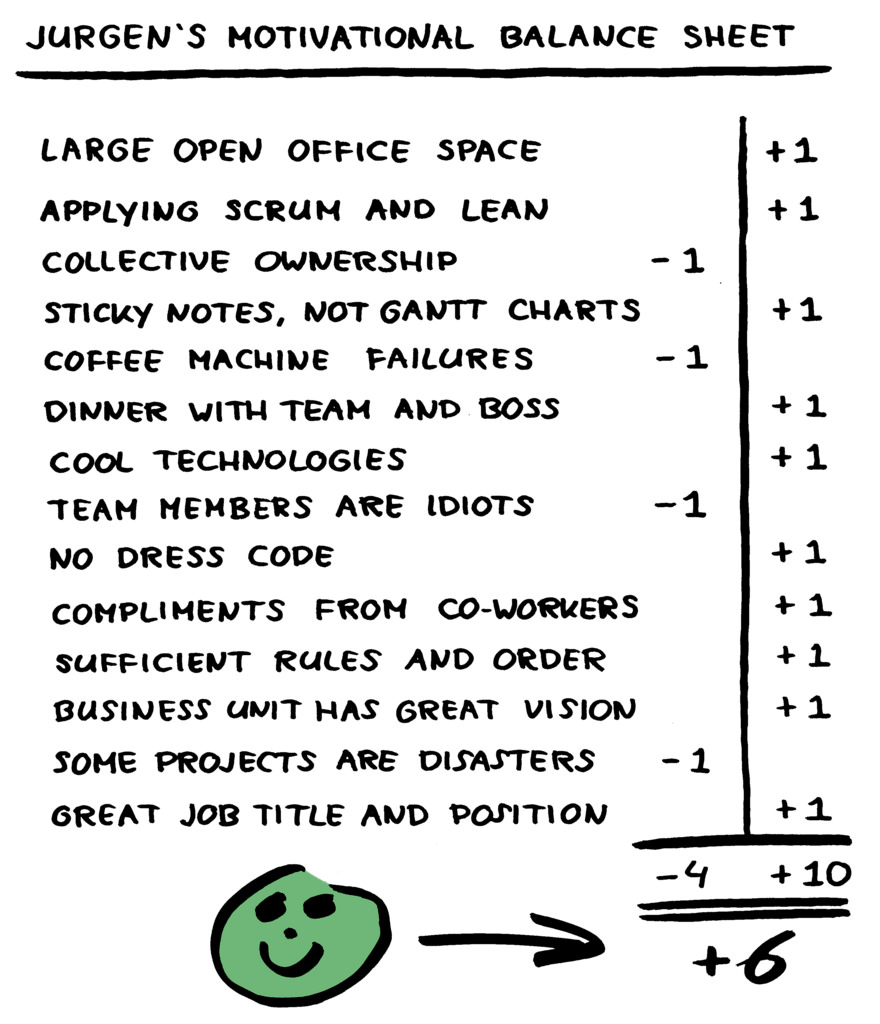 JURGEN'S MOTIVATIONAL BALANCE SHEET
LARGE OPEN OFFICE SPACE +1
APPLYING SCRUM AND LEAN +1
COLLECTIVE OWNERSHIP -1
STICKY NOTES, NOT GANTT CHARTS +1
COFFEE MACHINE FAILURES -1
DINNER WITH TEAM AND BOSS +1
COOL TECHNOLOGIES +1
TEAM MEMBERS ARE IDIOTS -1
NO DRESS CODE +1
COMPLIMENTS FROM CO-WORKERS +1
SUFFICIENT RULES AND ORDER +1
BUSINESS UNIT HAS GREAT VISION +1
SOME PROJECTS ARE DISASTERS -1
GREAT JOB TITLE AND POSITION +1
-4 +10
+6